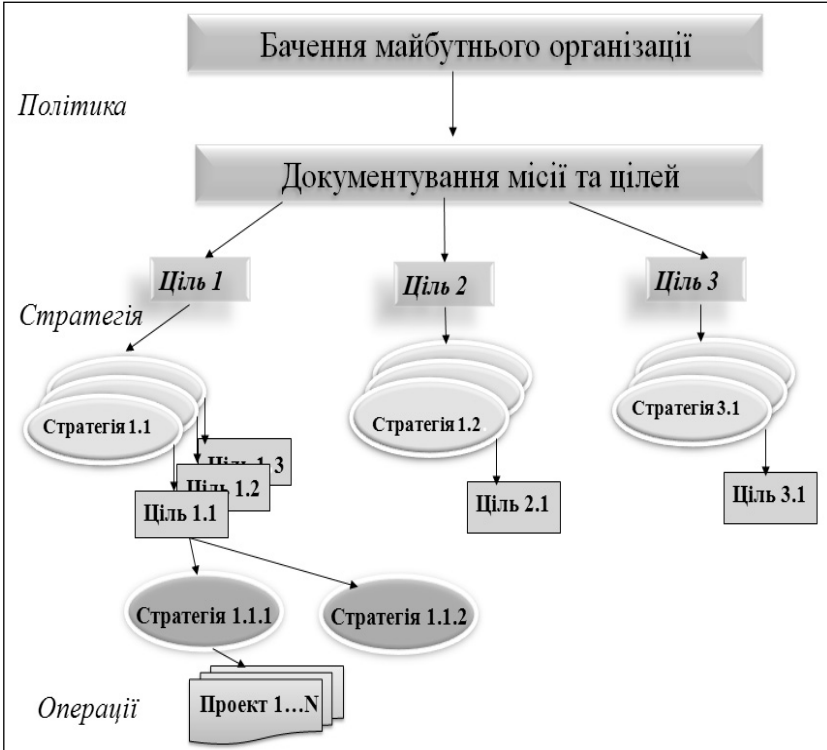 Бачення майбутнього організації
Політика
Документування місії та цілей
Ціль 1
Ціль 2
Ціль 3
Стратегія
Стратегія 1.1
Стратегія 1.2.
Стратегія 3.1
Ціль 1.3
Ціль 1.2
Ціль 1.1
Ціль 2.1
Ціль 3.1
Стратегія 1.1.1
Стратегія 1.1.2
Проект 1…N
Операції